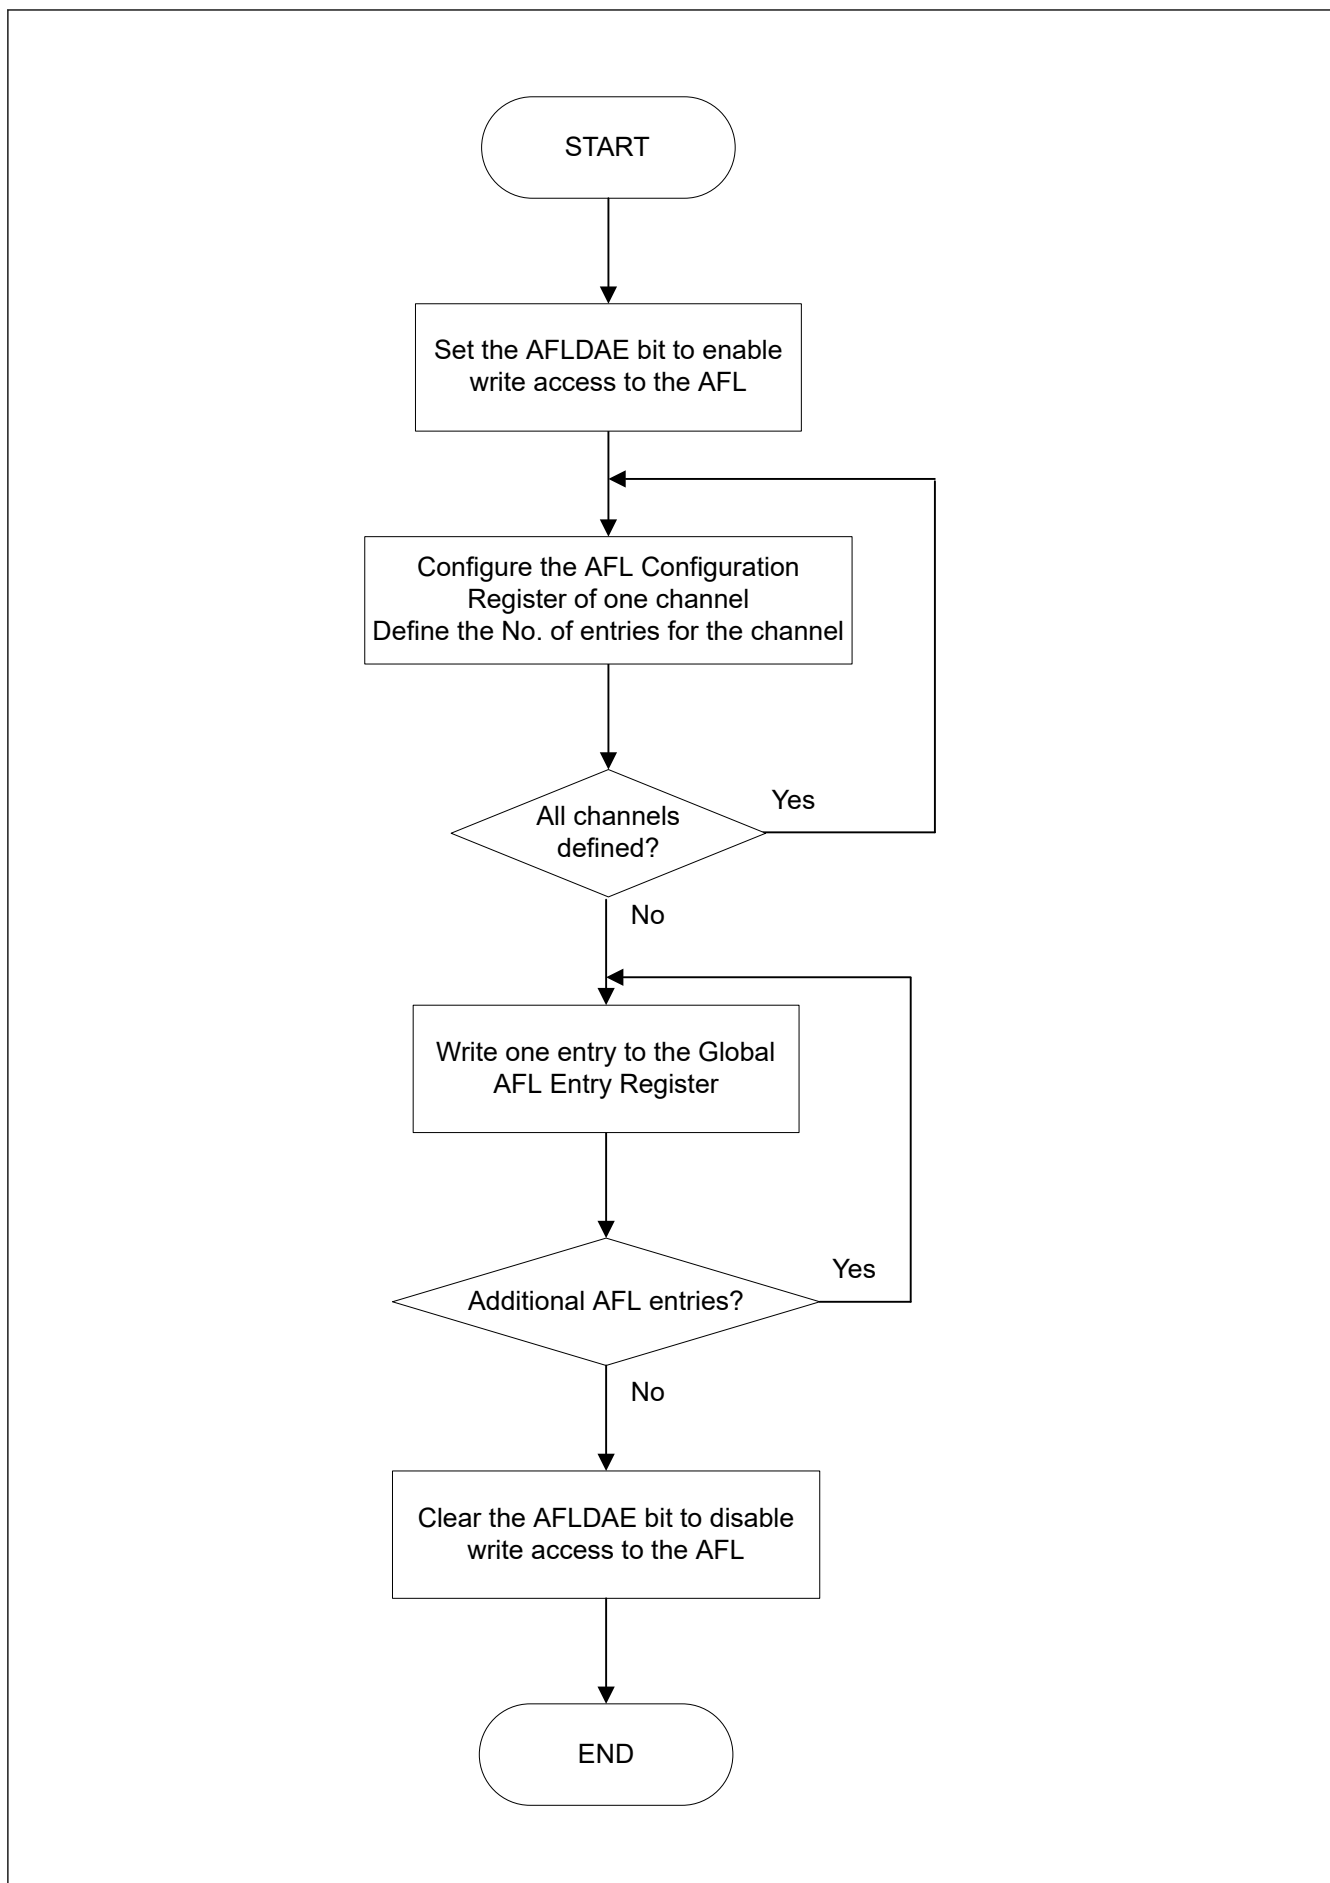 START
Set the AFLDAE bit to enable
write access to the AFL
Configure the AFL Configuration
Register of one channel
Define the No. of entries for the channel
All channels
defined?
Yes
No
Write one entry to the Global
AFL Entry Register
Additional AFL entries?
Yes
No
Clear the AFLDAE bit to disable
write access to the AFL
END